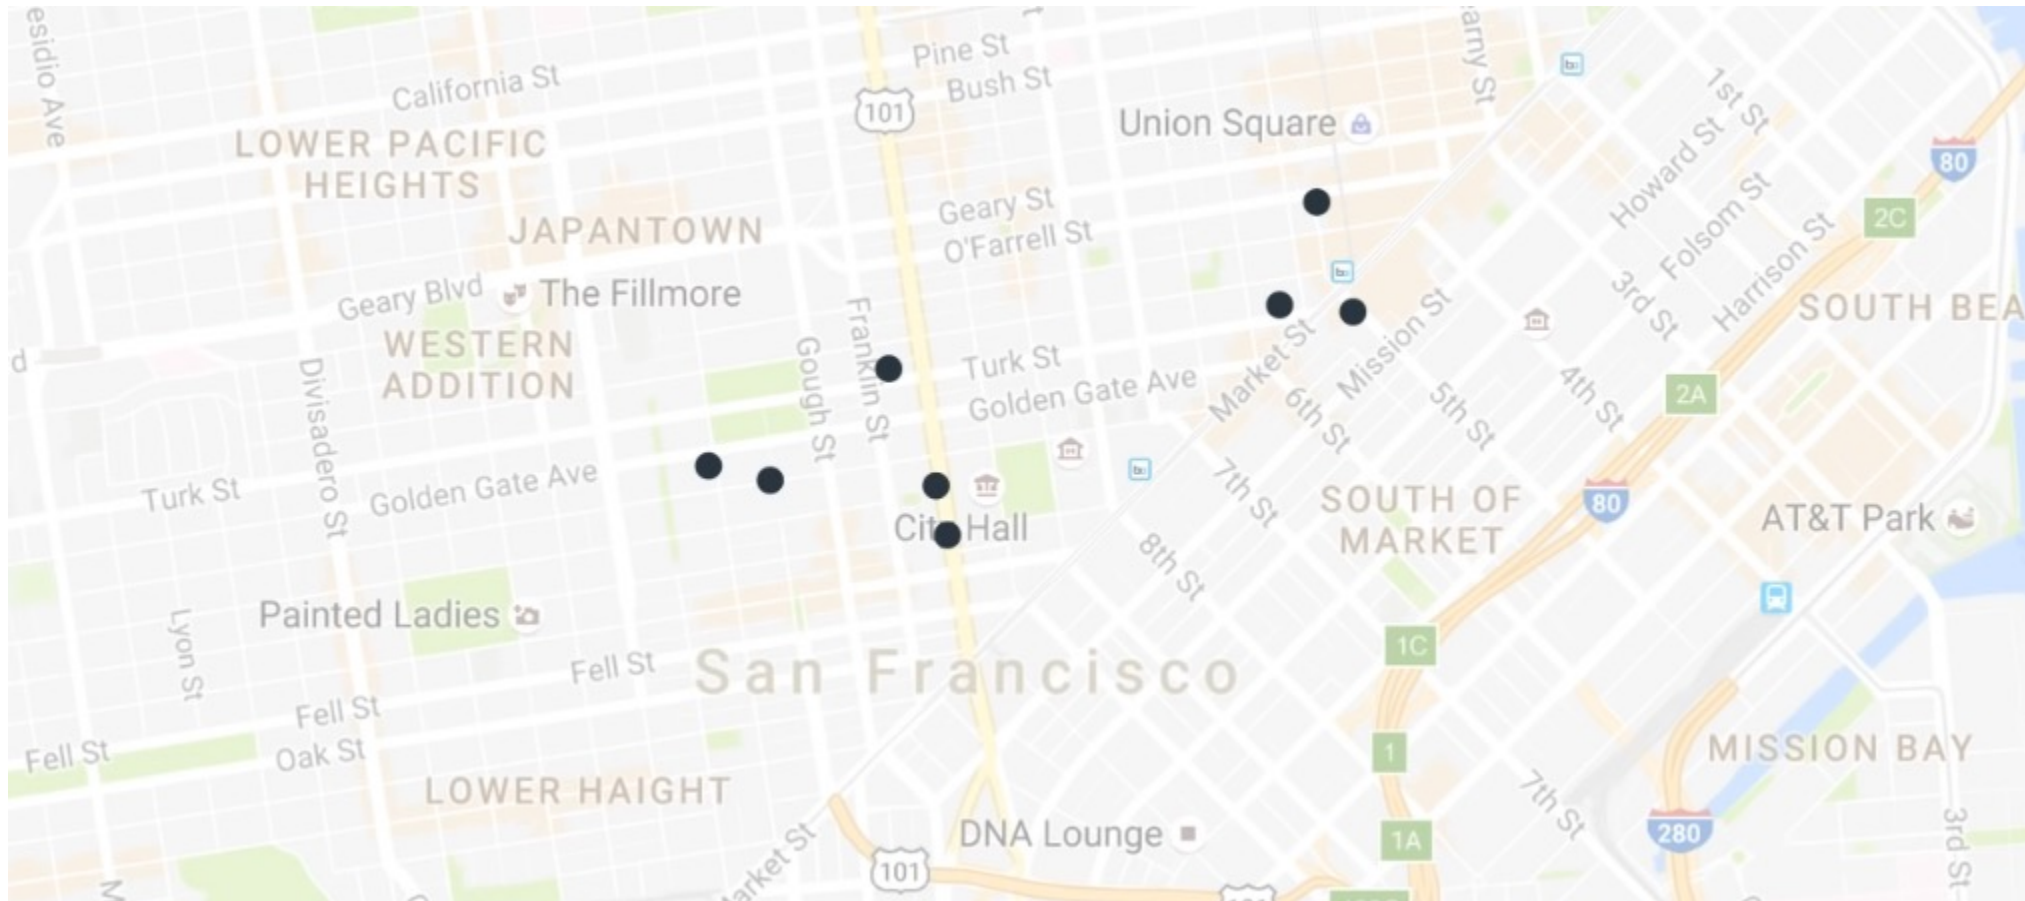 Pine St
Bush St
California St
101
Union Square
1st St
Howard St
80
LOWER PACIFIC
HEIGHTS
Geary St
O'Farrell St
Folsom St
2C
JAPANTOWN
Harrison St
Geary Blvd
The Fillmore
3rd St
SOUTH BEA
WESTERN
ADDITION
Franklin St
Gough St
Divisadero St
Turk St
Golden Gate Ave
Market St
Mission St
6th St
5th St
4th St
2A
Turk St
Golden Gate Ave
7th St
SOUTH OF
MARKET
80
AT&T Park
City Hall
8th St
Painted Ladies
Lyon St
Fell St
San Francisco
1C
Fell St
Oak St
Fell St
1
MISSION BAY
LOWER HAIGHT
7th St
DNA Lounge
1A
280
3rd St
arket St
101
esidio Ave
arny St
d